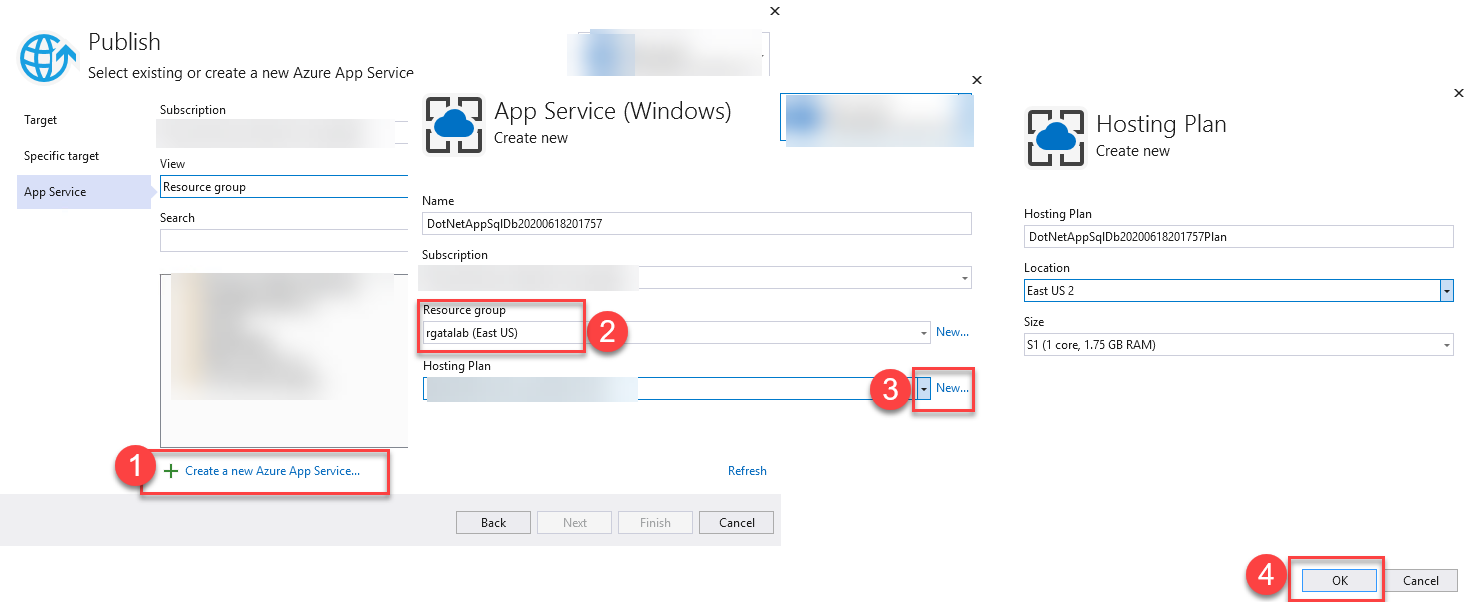 Publish
Select existing or create a new Azure App Service
Target
Specific target
App Service
Subscription
View
Resource group
Search
1
Create a new Azure App Service...
Back
Next
Finish
Cancel
App Service (Windows)
Create new
Name
DotNetAppSqlDb20200618201757
Subscription
Resource group
rgatalab (East US)
2
New...
Hosting Plan
3
New...
Refresh
Hosting Plan
Create new
Hosting Plan
DotNetAppSqlDb20200618201757Plan
Location
East US 2
Size
S1 (1 core, 1.75 GB RAM)
4
OK
Cancel